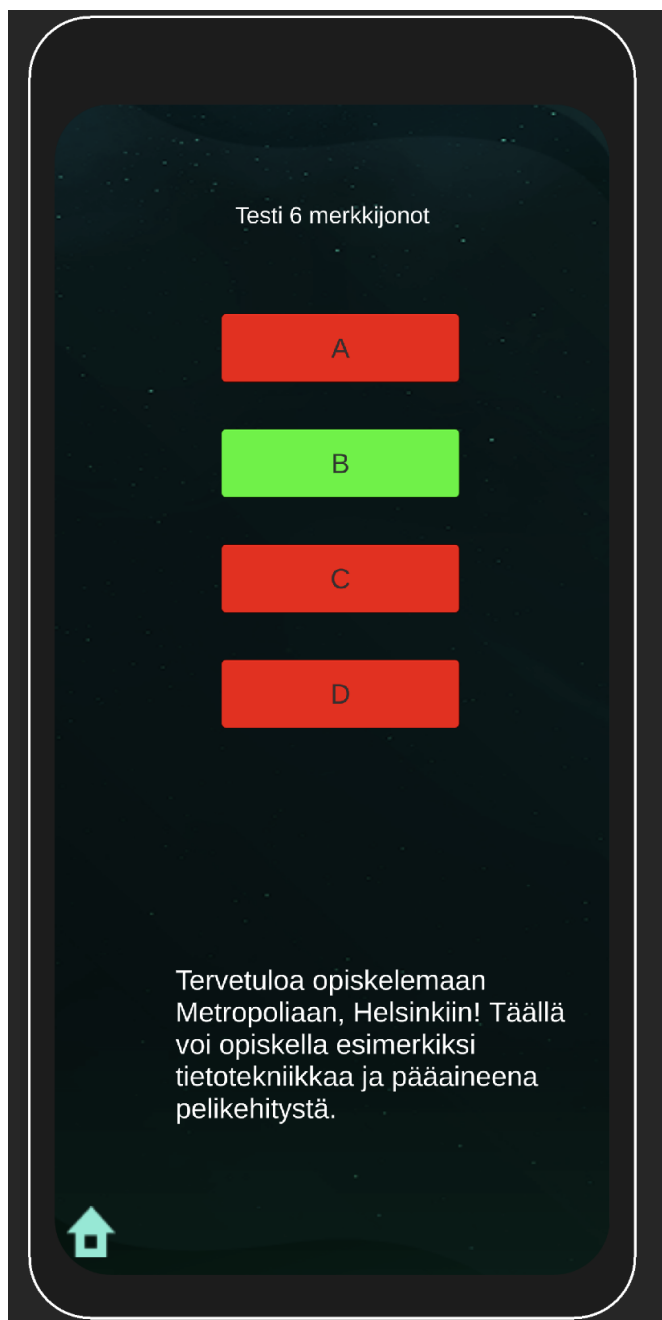 Testi 6 merkkijonot
A
B
C
D
Tervetuloa opiskelemaan
Metropoliaan, Helsinkiin! Täällä
voi opiskella esimerkiksi
tietotekniikkaa ja pääaineena
pelikehitystä.